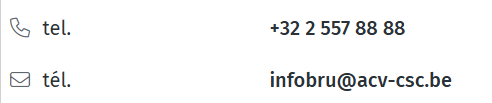 tel. +32 2 557 88 88
tél. infobru@acv-csc.be